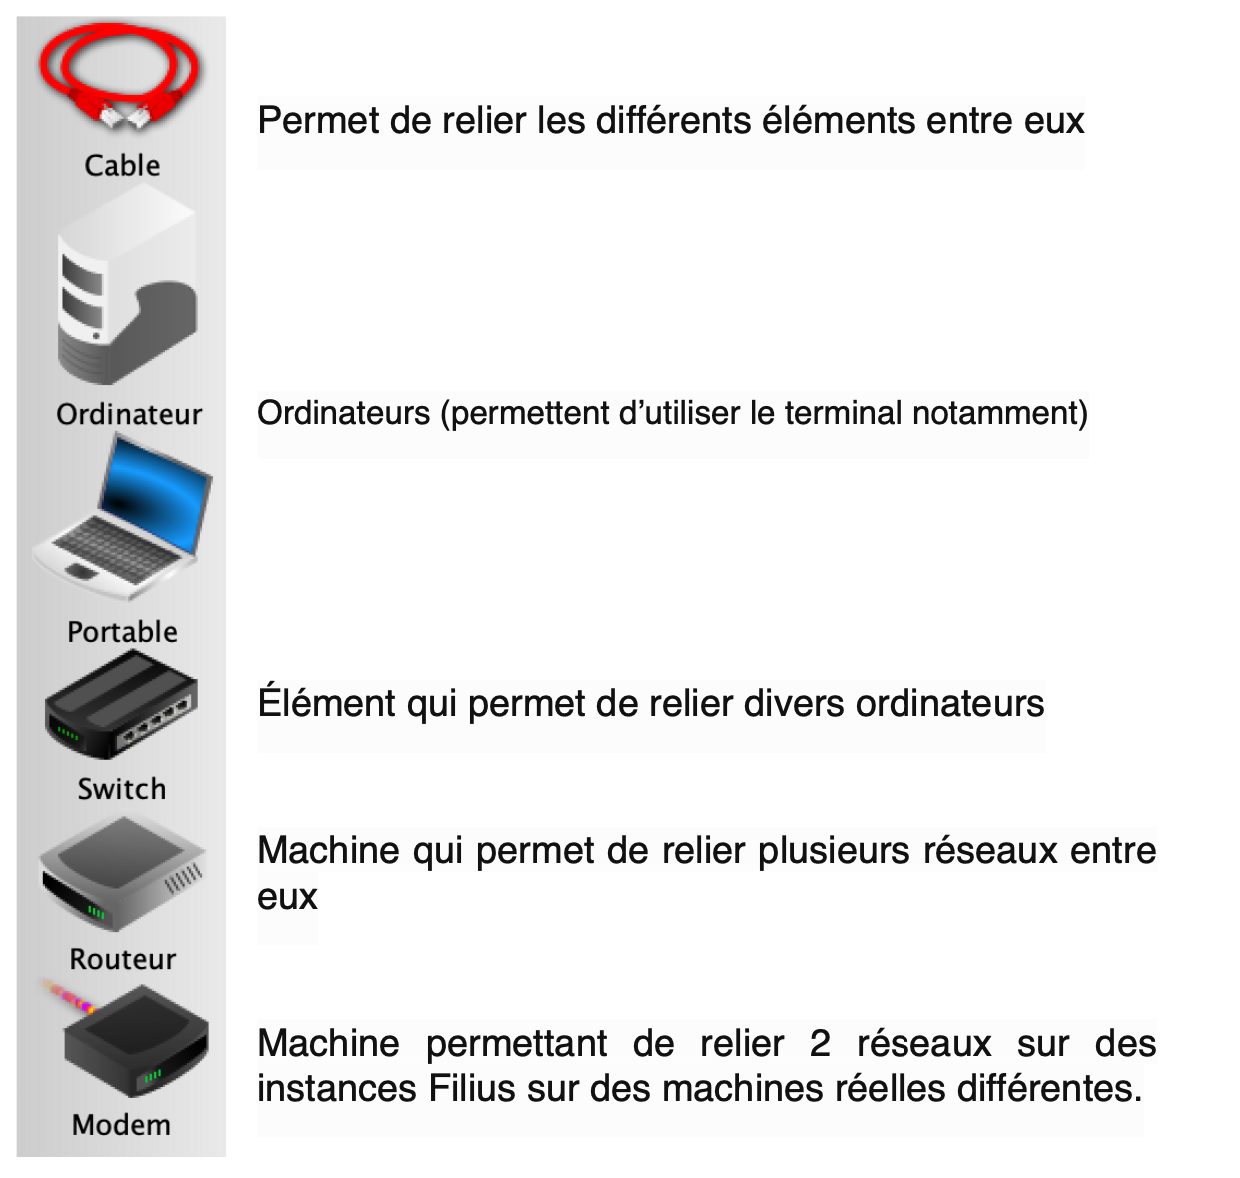 Permet de relier les différents éléments entre eux
Cable
Ordinateur
Ordinateurs (permettent d’utiliser le terminal notamment)
Portable
Élément qui permet de relier divers ordinateurs
Switch
Machine qui permet de relier plusieurs réseaux entre
eux
Routeur
Machine permettant de relier 2 réseaux sur des
instances Filius sur des machines réelles différentes.
Modem